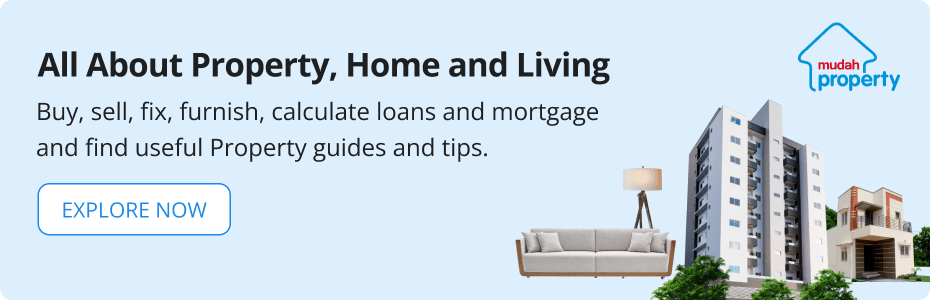 All About Property, Home and Living
Buy, sell, fix, furnish, calculate loans and mortgage
and find useful Property guides and tips.
EXPLORE NOW
mudah
property